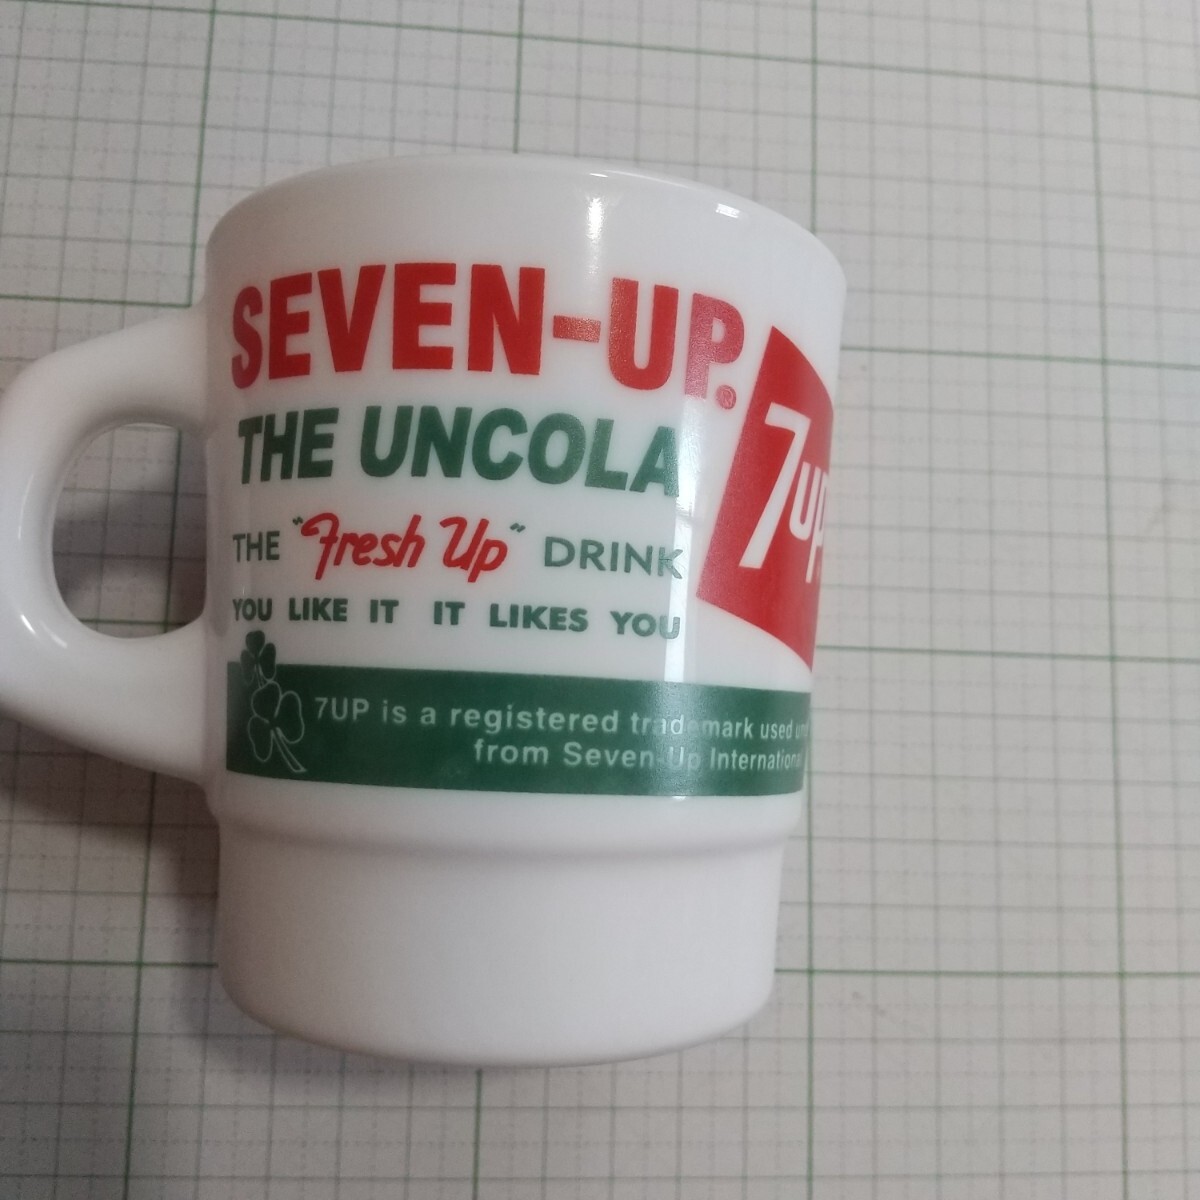 SEVEN-UP®
THE UNCOLA
THE "Fresh Up" DRINK
YOU LIKE IT IT LIKES YOU
7up
7UP is a registered trademark used
from Seven-Up International